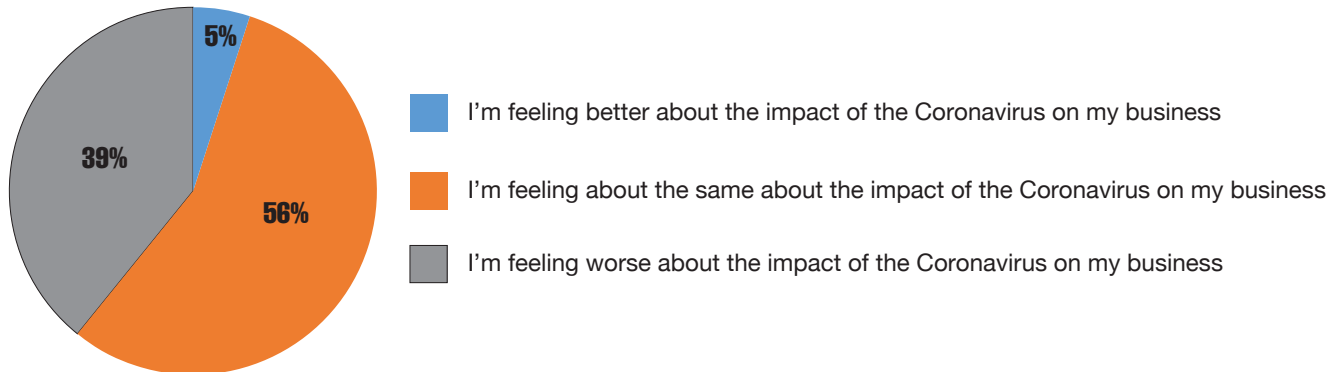 5%
39%
56%
I’m feeling better about the impact of the Coronavirus on my business
I’m feeling about the same about the impact of the Coronavirus on my business
I’m feeling worse about the impact of the Coronavirus on my business